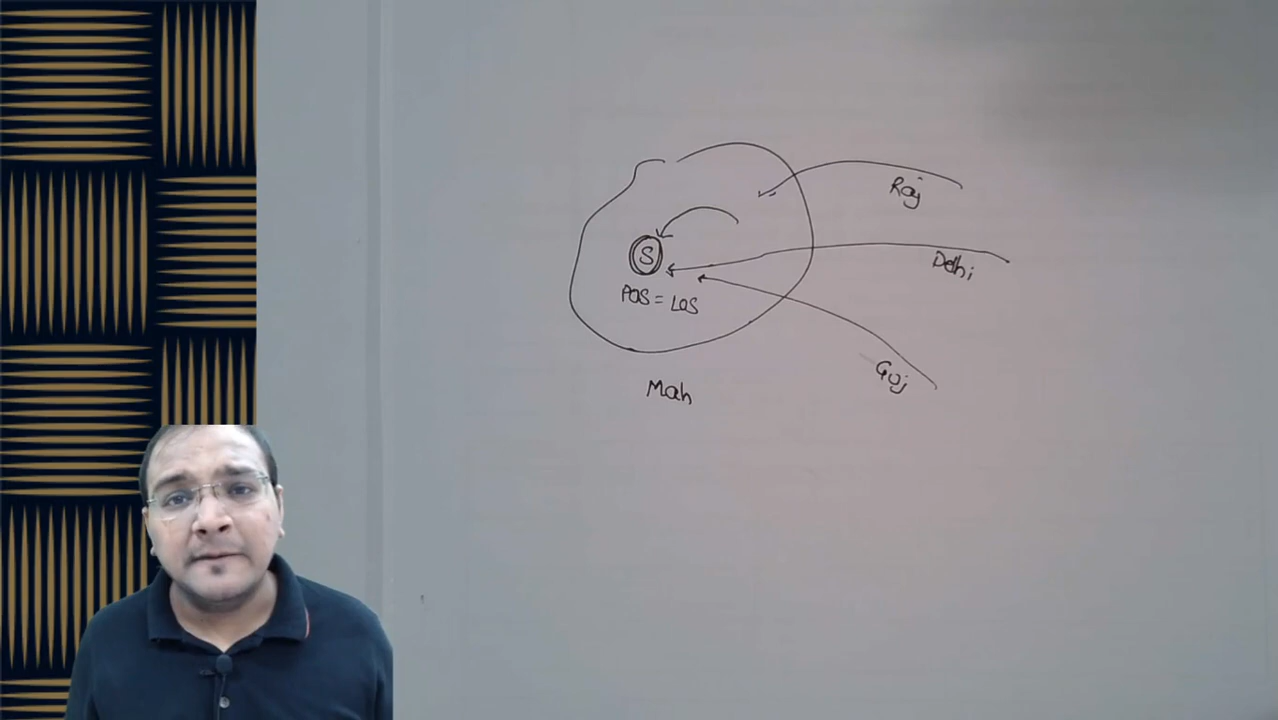 Raj
S
Delhi
POS = LOS
Guj
Mah